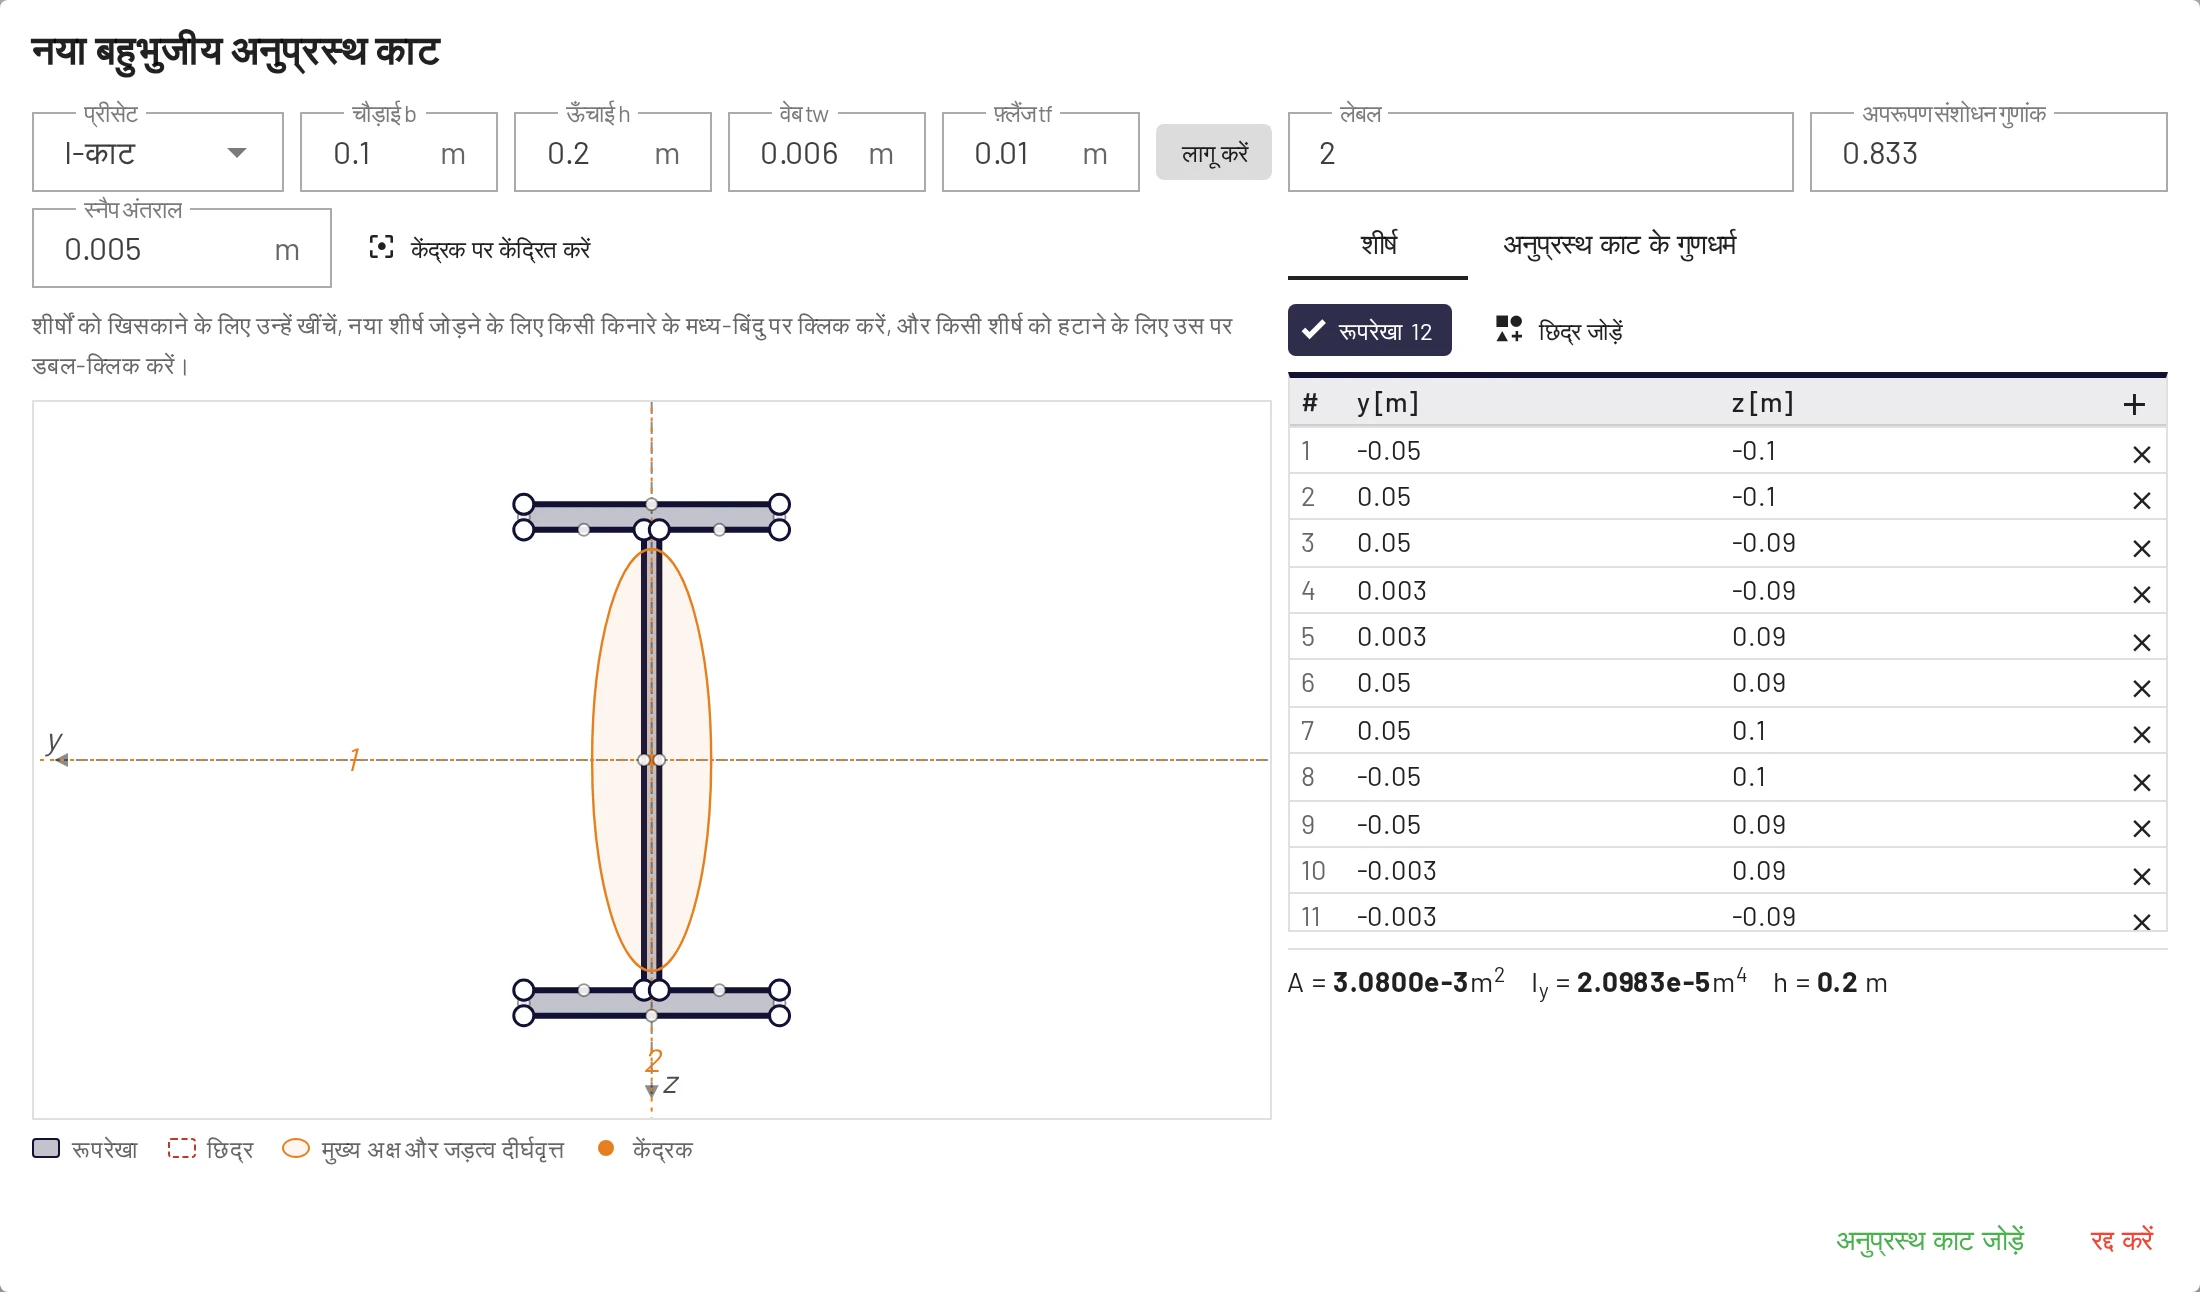 नया बहुभुजीय अनुप्रस्थ काट
प्रीसेट
I-काट
चौड़ाई b
0.1 m
ऊँचाई h
0.2 m
वेब tw
0.006 m
फ़्लैंज tf
0.01 m
लागू करें
लेबल
2
अपरूपण संशोधन गुणांक
0.833
स्नैप अंतराल
0.005 m
केंद्रक पर केंद्रित करें
शीर्षों को खिसकाने के लिए उन्हें खींचें, नया शीर्ष जोड़ने के लिए किसी किनारे के मध्य-बिंदु पर क्लिक करें, और किसी शीर्ष को हटाने के लिए उस पर
डबल-क्लिक करें।
y
1
2
z
रूपरेखा
छिद्र
मुख्य अक्ष और जड़त्व दीर्घवृत्त
केंद्रक
शीर्ष
अनुप्रस्थ काट के गुणधर्म
रूपरेखा 12
छिद्र जोड़ें
# y [m] z [m]
1 -0.05 -0.1
2 0.05 -0.1
3 0.05 -0.09
4 0.003 -0.09
5 0.003 0.09
6 0.05 0.09
7 0.05 0.1
8 -0.05 0.1
9 -0.05 0.09
10 -0.003 0.09
11 -0.003 -0.09
A = 3.0800e-3 m² I_y = 2.0983e-5 m⁴ h = 0.2 m
अनुप्रस्थ काट जोड़ें
रद्द करें